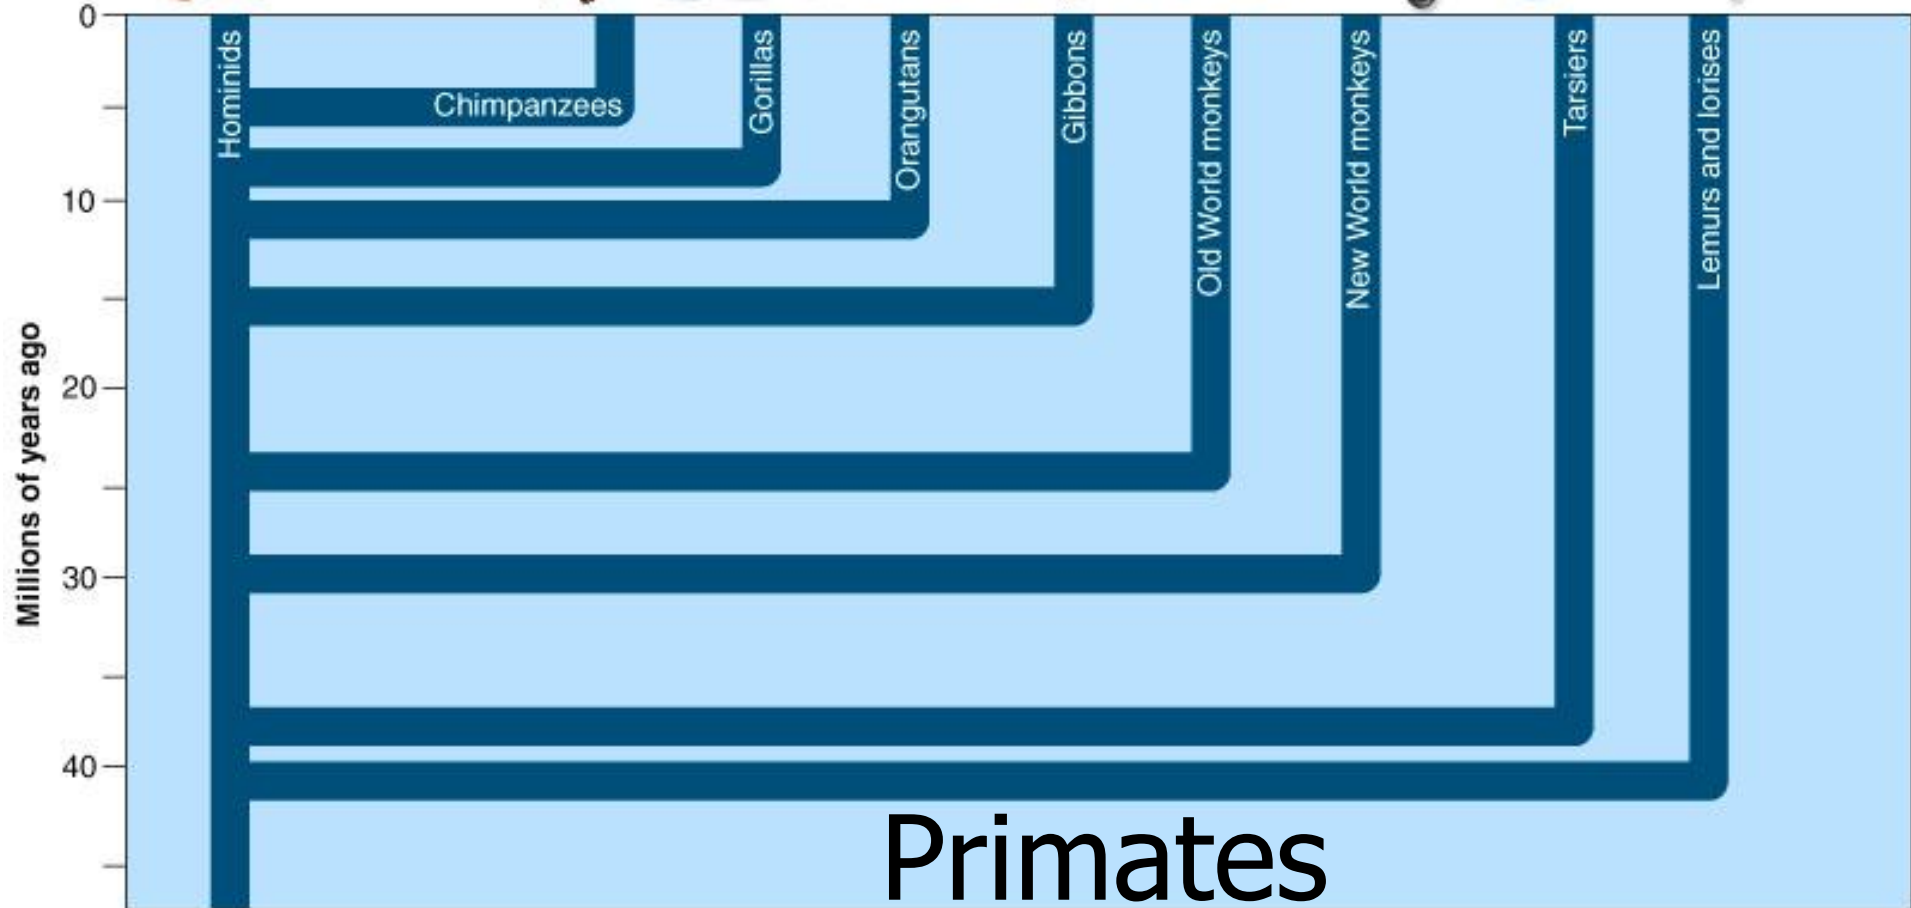 0
10
20
30
40
Millions of years ago
Hominids
Chimpanzees
Gorillas
Orangutans
Gibbons
Old World monkeys
New World monkeys
Tarsiers
Lemurs and lorises
Primates